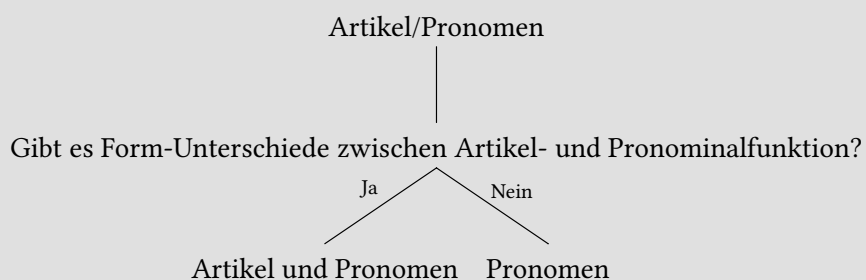 Artikel/Pronomen
Gibt es Form-Unterschiede zwischen Artikel- und Pronominalfunktion?
Ja Nein
Artikel und Pronomen Pronomen